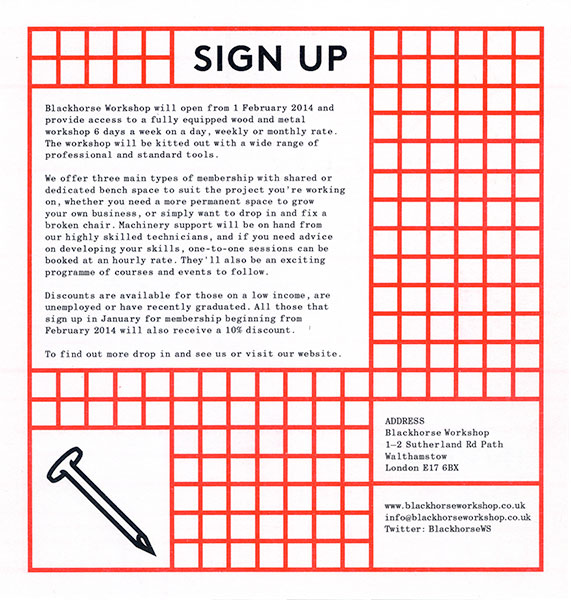 SIGN UP
Blackhorse Workshop will open from 1 February 2014 and
provide access to a fully equipped wood and metal
workshop 6 days a week on a day, weekly or monthly rate.
The workshop will be kitted out with a wide range of
professional and standard tools.
We offer three main types of membership with shared or
dedicated bench space to suit the project you're working
on, whether you need a more permanent space to grow
your own business, or simply want to drop in and fix a
broken chair. Machinery support will be on hand from
our highly skilled technicians, and if you need advice
on developing your skills, one-to-one sessions can be
booked at an hourly rate. They'll also be an exciting
programme of courses and events to follow.
Discounts are available for those on a low income, are
unemployed or have recently graduated. All those that
sign up in January for membership beginning from
February 2014 will also receive a 10% discount.
To find out more drop in and see us or visit our website.
ADDRESS
Blackhorse Workshop
1–2 Sutherland Rd Path
Walthamstow
London E17 6BX
www.blackhorseworkshop.co.uk
info@blackhorseworkshop.co.uk
Twitter: BlackhorseWS